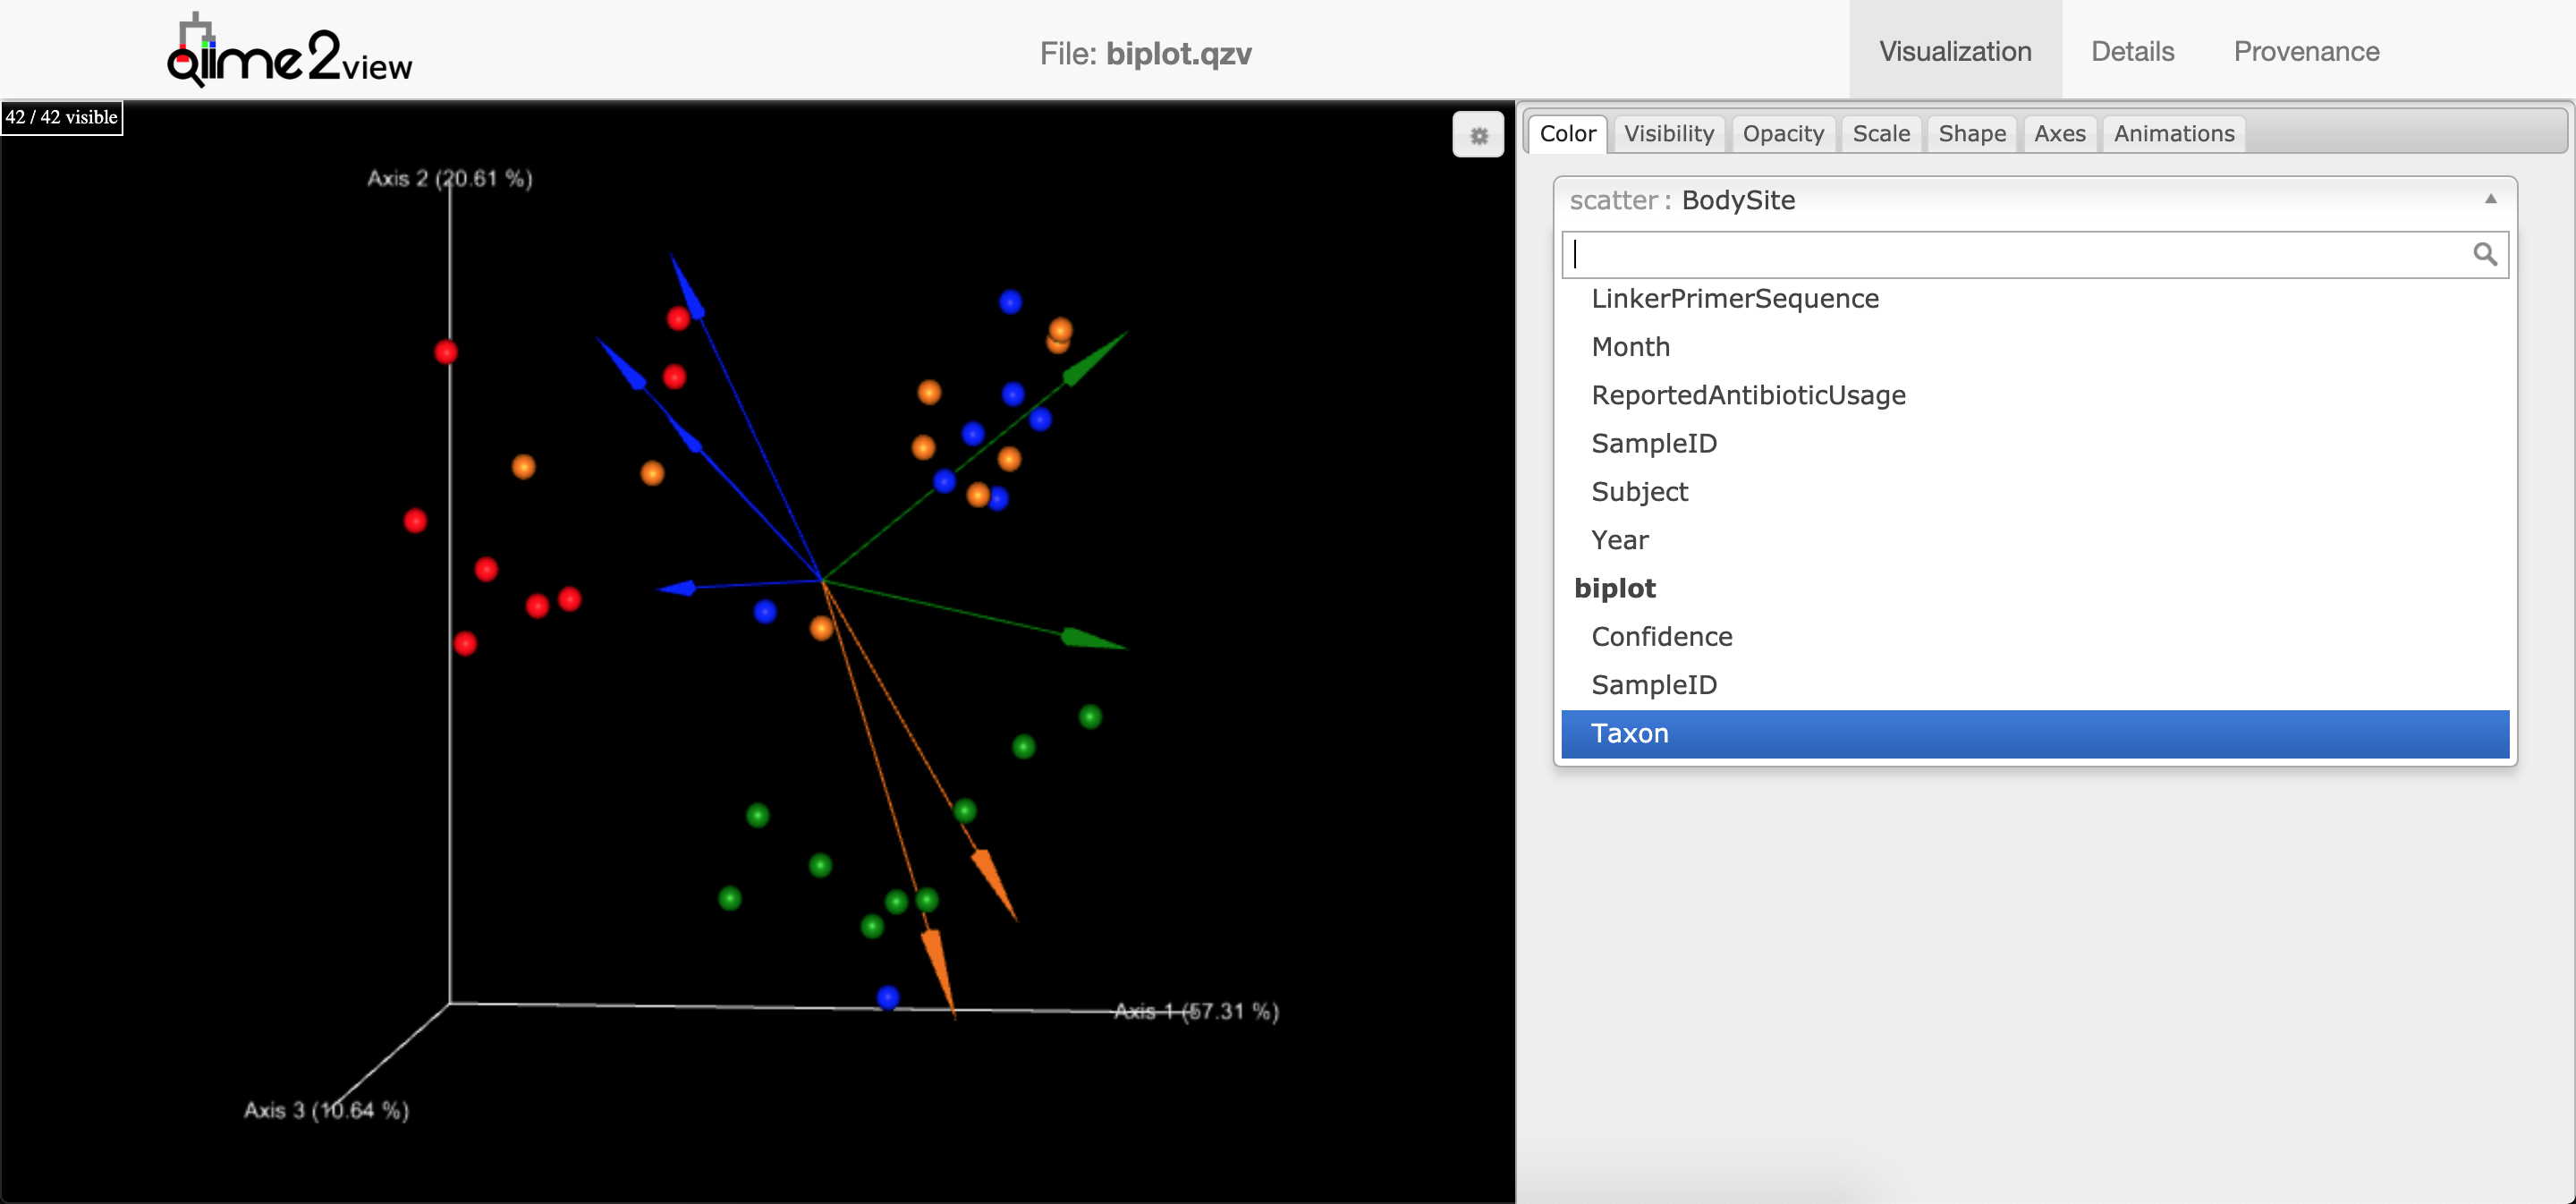 qiime2view
File: biplot.qzv
Visualization
Details
Provenance
42 / 42 visible
Axis 2 (20.61 %)
Axis 1 (57.31 %)
Axis 3 (10.64 %)
Color
Visibility
Opacity
Scale
Shape
Axes
Animations
scatter : BodySite
LinkerPrimerSequence
Month
ReportedAntibioticUsage
SampleID
Subject
Year
biplot
Confidence
SampleID
Taxon